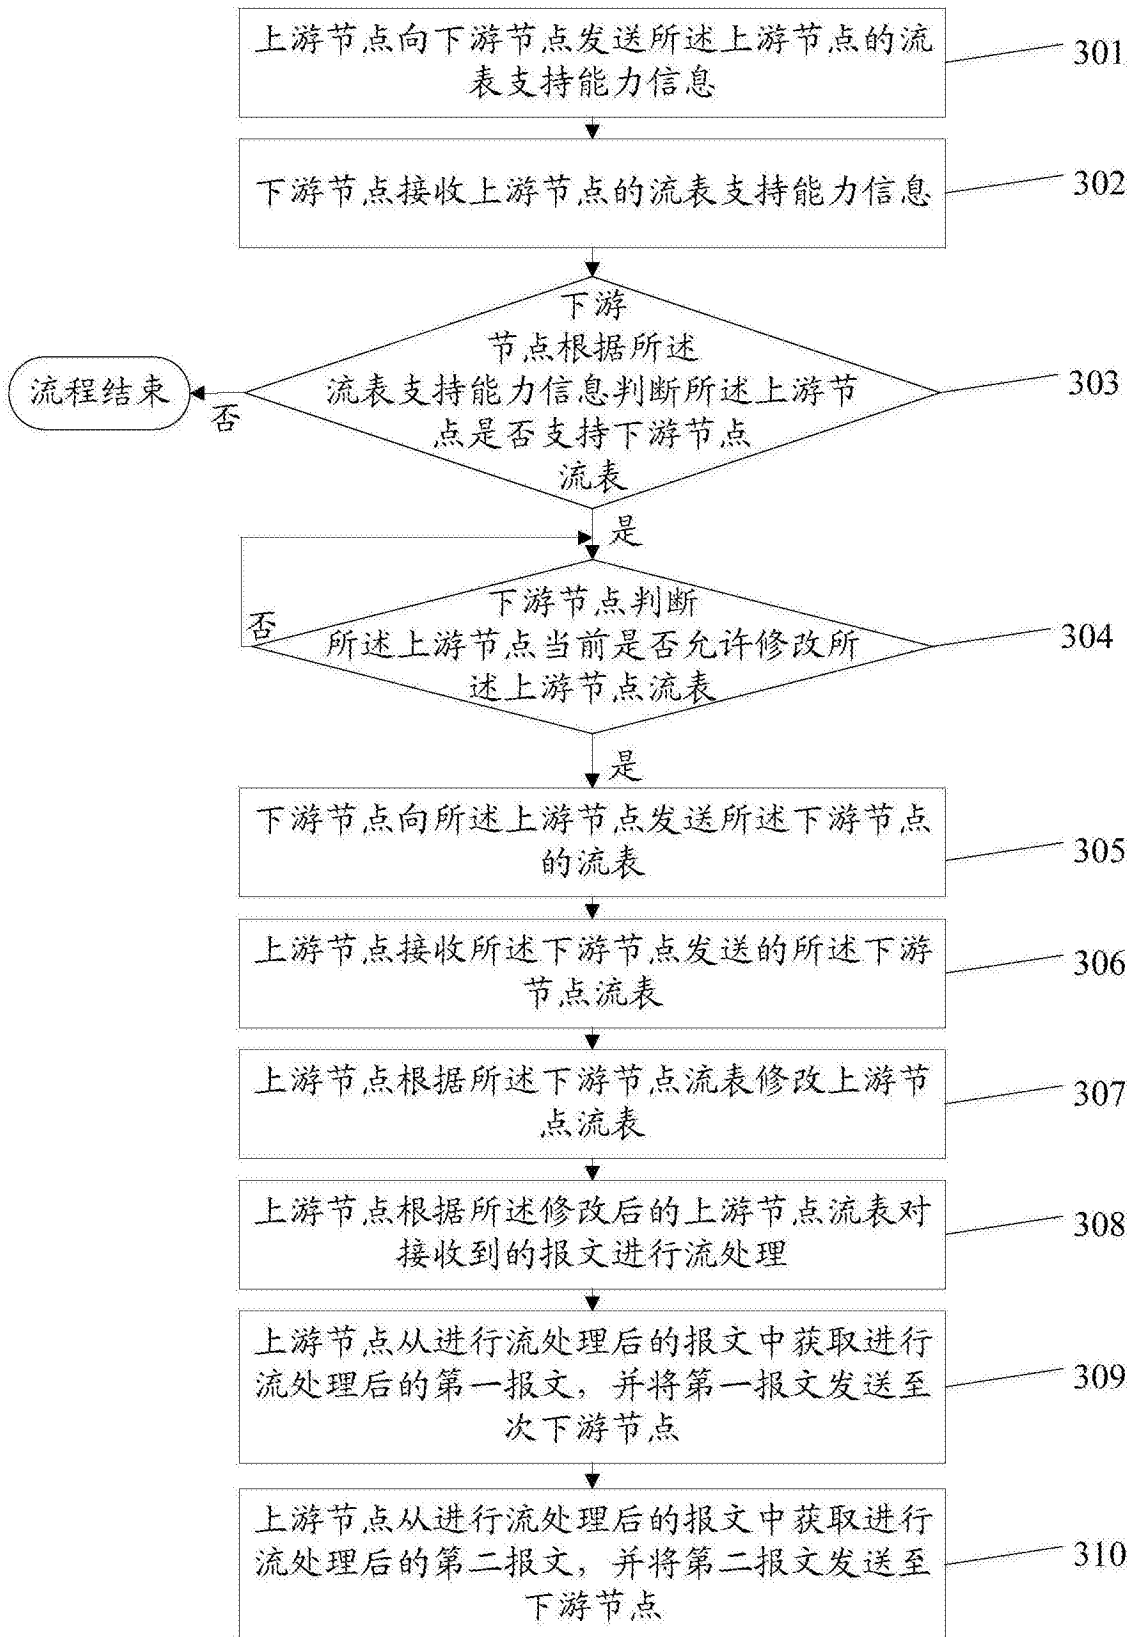 上游节点向下游节点发送所述上游节点的流
表支持能力信息
301
下游节点接收上游节点的流表支持能力信息
302
下游
节点根据所述
流表支持能力信息判断所述上游节
点是否支持下游节点
流表
303
流程结束
否
是
下游节点判断
所述上游节点当前是否允许修改所
述上游节点流表
304
否
是
下游节点向所述上游节点发送所述下游节点
的流表
305
上游节点接收所述下游节点发送的所述下游
节点流表
306
上游节点根据所述下游节点流表修改上游节
点流表
307
上游节点根据所述修改后的上游节点流表对
接收到的报文进行流处理
308
上游节点从进行流处理后的报文中获取进行
流处理后的第一报文，并将第一报文发送至
次下游节点
309
上游节点从进行流处理后的报文中获取进行
流处理后的第二报文，并将第二报文发送至
下游节点
310